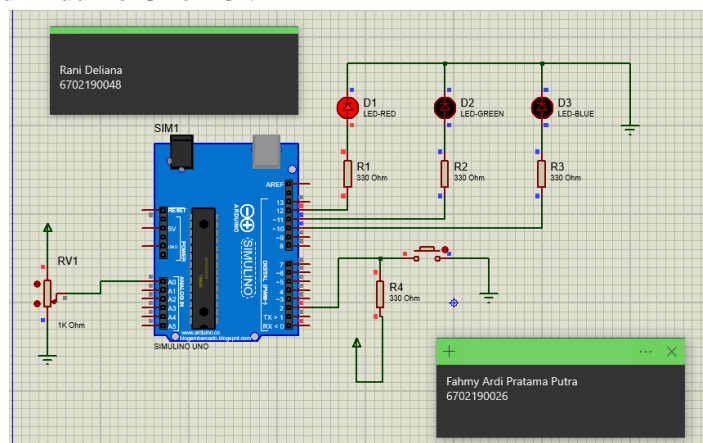 Rani Deliana
6702190048
D1
LED-RED
D2
LED-GREEN
D3
LED-BLUE
SIM1
R1
330 Ohm
R2
330 Ohm
R3
330 Ohm
AREF
13
12
~11
~10
~9
8
RESET
5V
GND
POWER
ARDUINO
SIMULINO
DIGITAL (PWM~)
ANALOG IN
7
~6
~5
4
~3
2
TX > 1
RX < 0
A0
A1
A2
A3
A4
A5
www.arduino.cc
blogembarcado.blogspot.com
SIMULINO UNO
RV1
1K Ohm
R4
330 Ohm
Fahmy Ardi Pratama Putra
6702190026